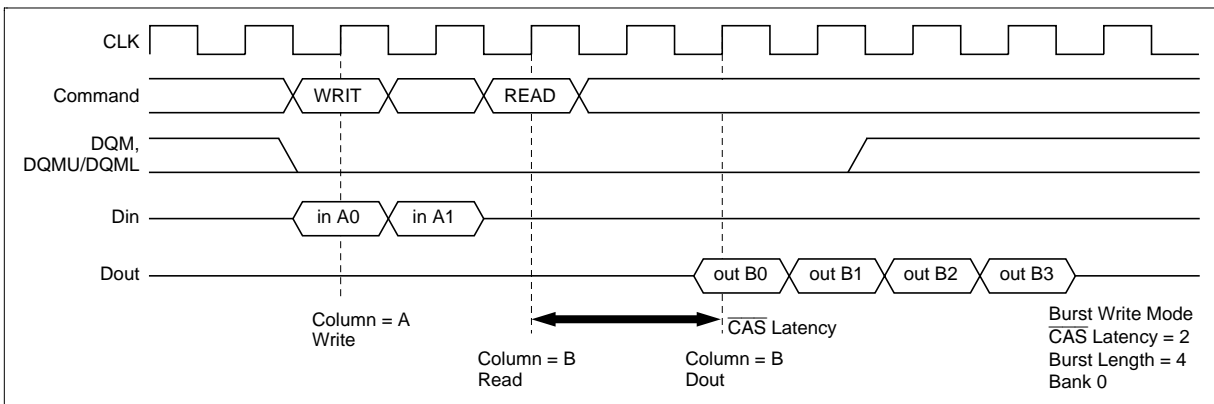 CLK
Command
WRIT
READ
DQM,
DQMU/DQML
Din
in A0
in A1
Dout
out B0
out B1
out B2
out B3
Column = A
Write
CAS Latency
Column = B
Read
Column = B
Dout
Burst Write Mode
CAS Latency = 2
Burst Length = 4
Bank 0